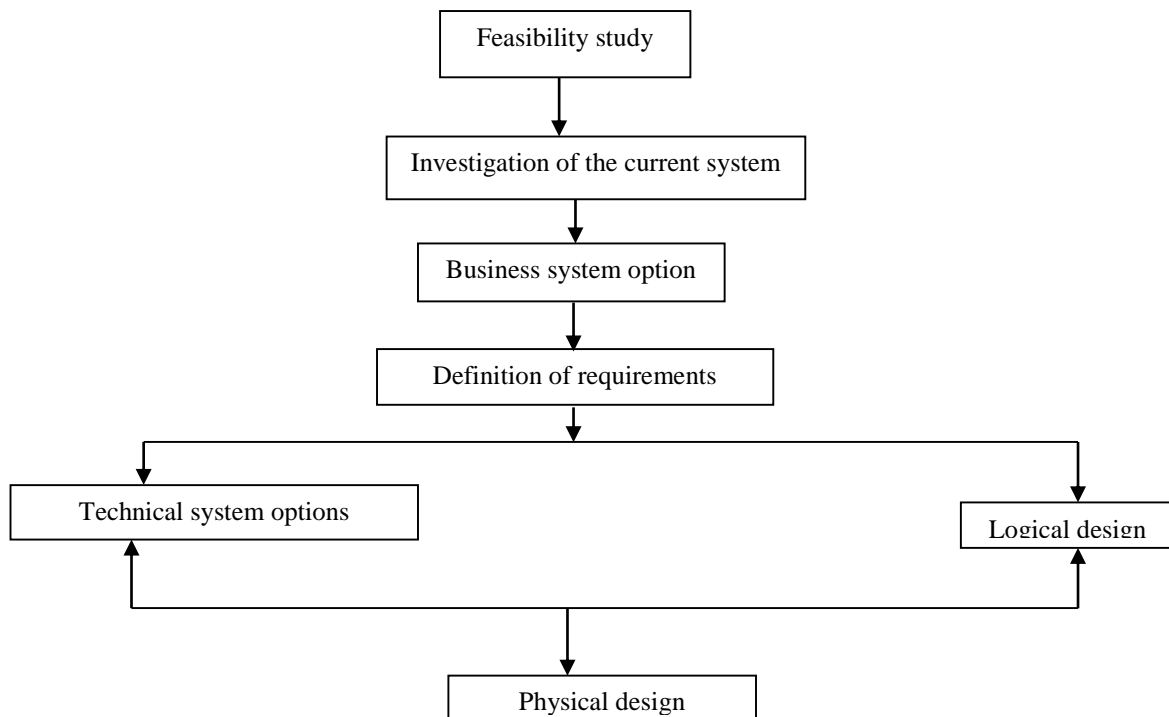 Feasibility study
Investigation of the current system
Business system option
Definition of requirements
Technical system options
Logical design
Physical design